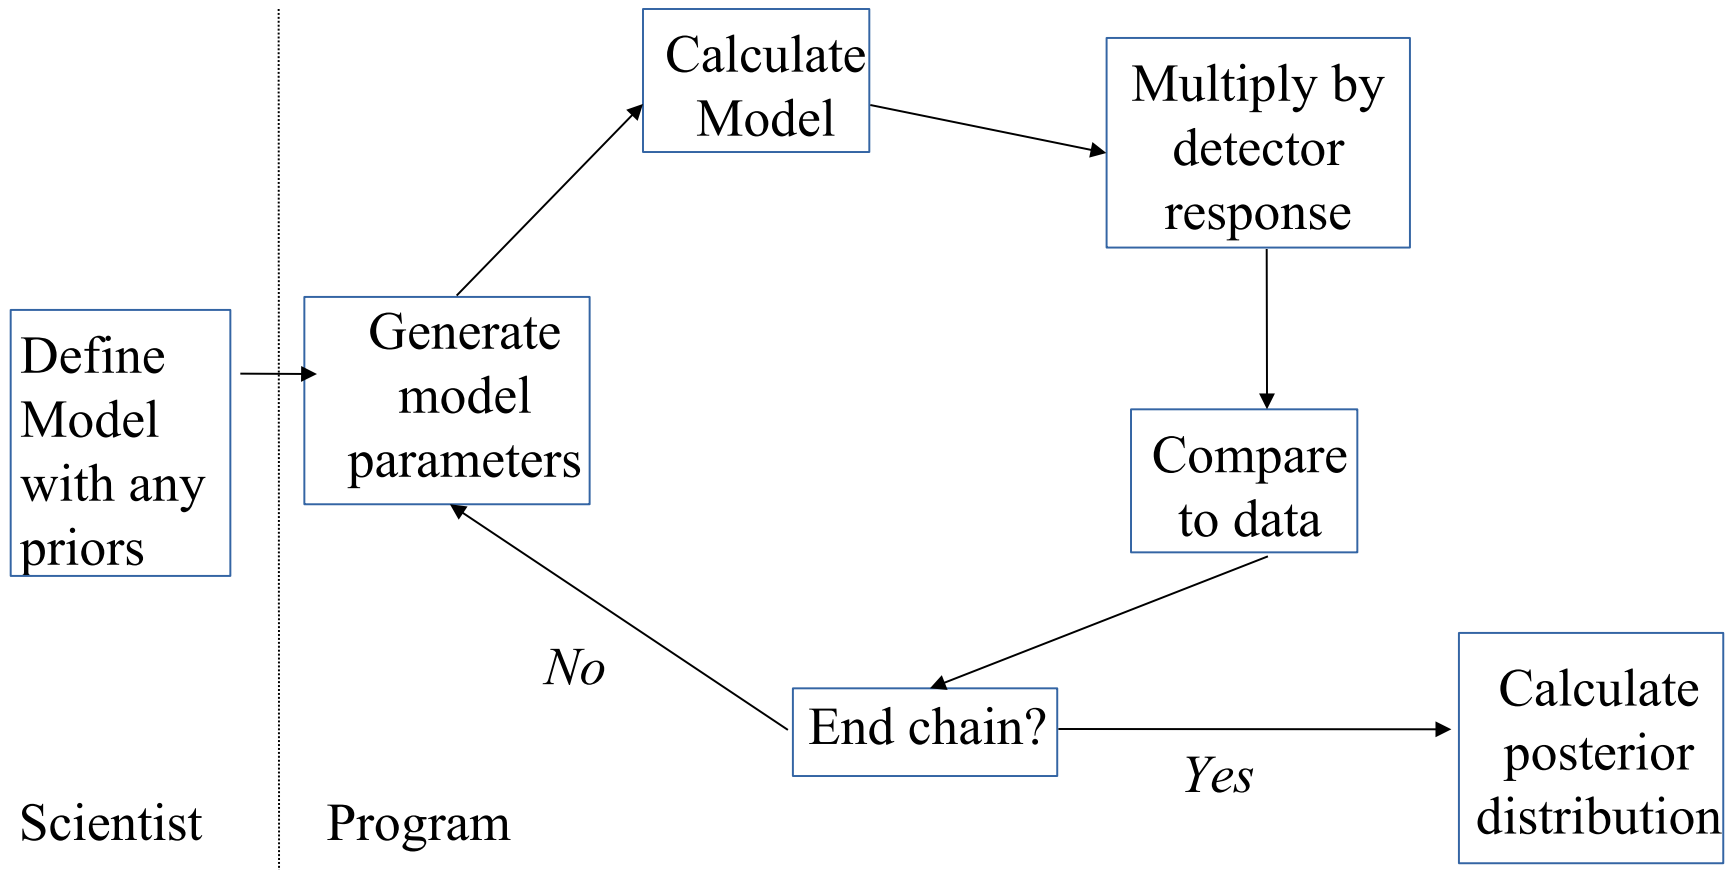 Calculate
Model
Multiply by
detector
response
Define
Model
with any
priors
Generate
model
parameters
Compare
to data
No
End chain?
Yes
Calculate
posterior
distribution
Scientist
Program